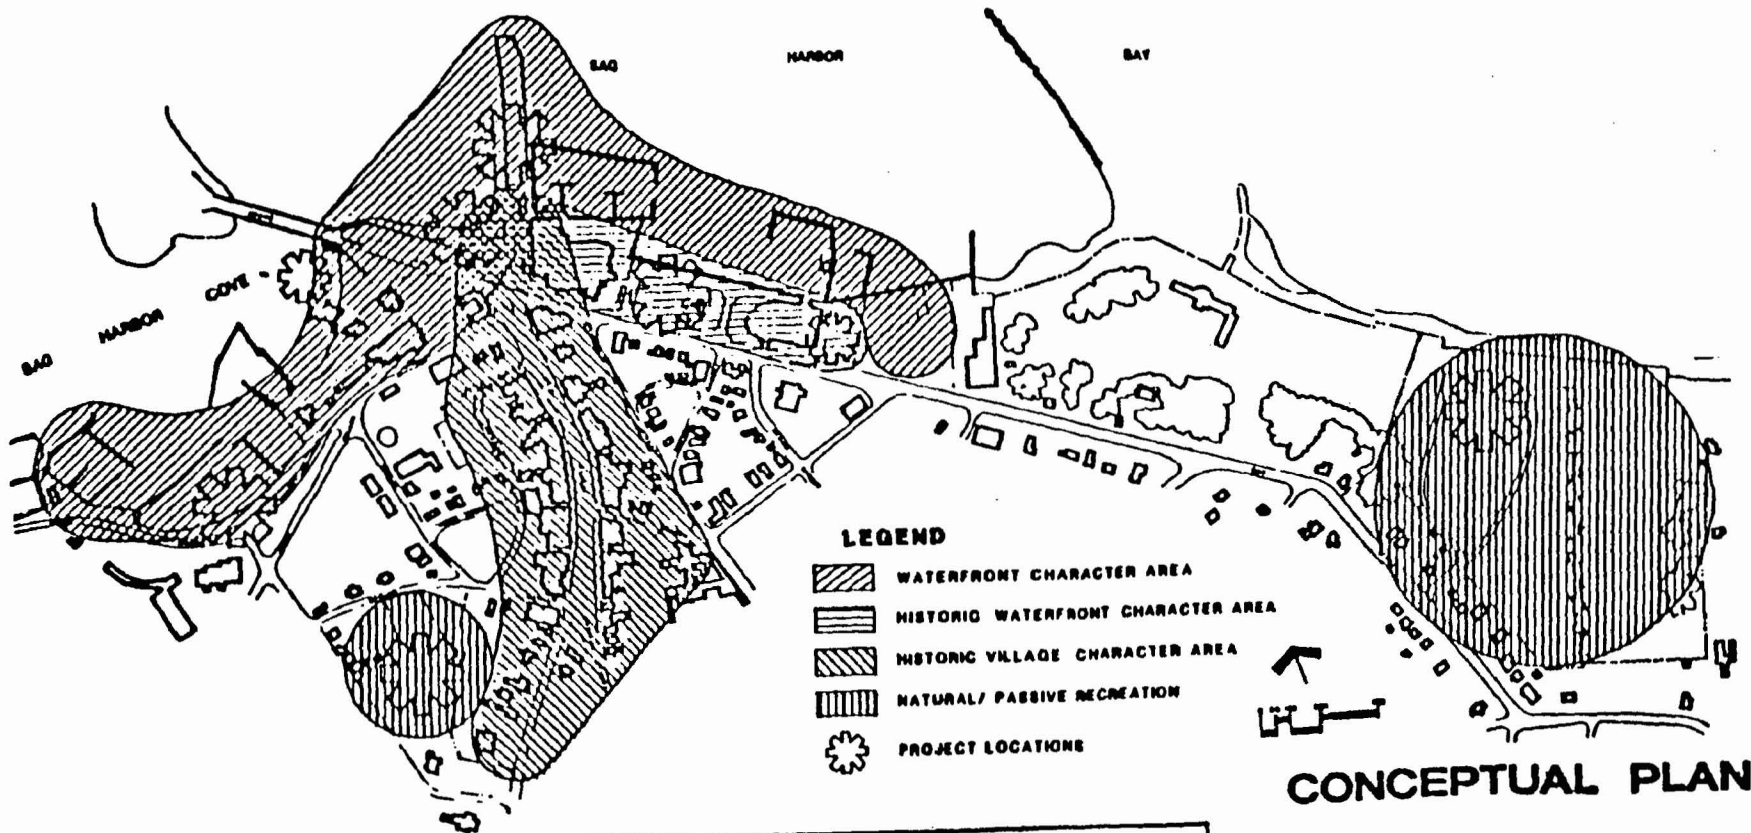 SAG HARBOR BAY
SAG HARBOR COVE
LEGEND
WATERFRONT CHARACTER AREA
HISTORIC WATERFRONT CHARACTER AREA
HISTORIC VILLAGE CHARACTER AREA
NATURAL/ PASSIVE RECREATION
PROJECT LOCATIONS
CONCEPTUAL PLAN